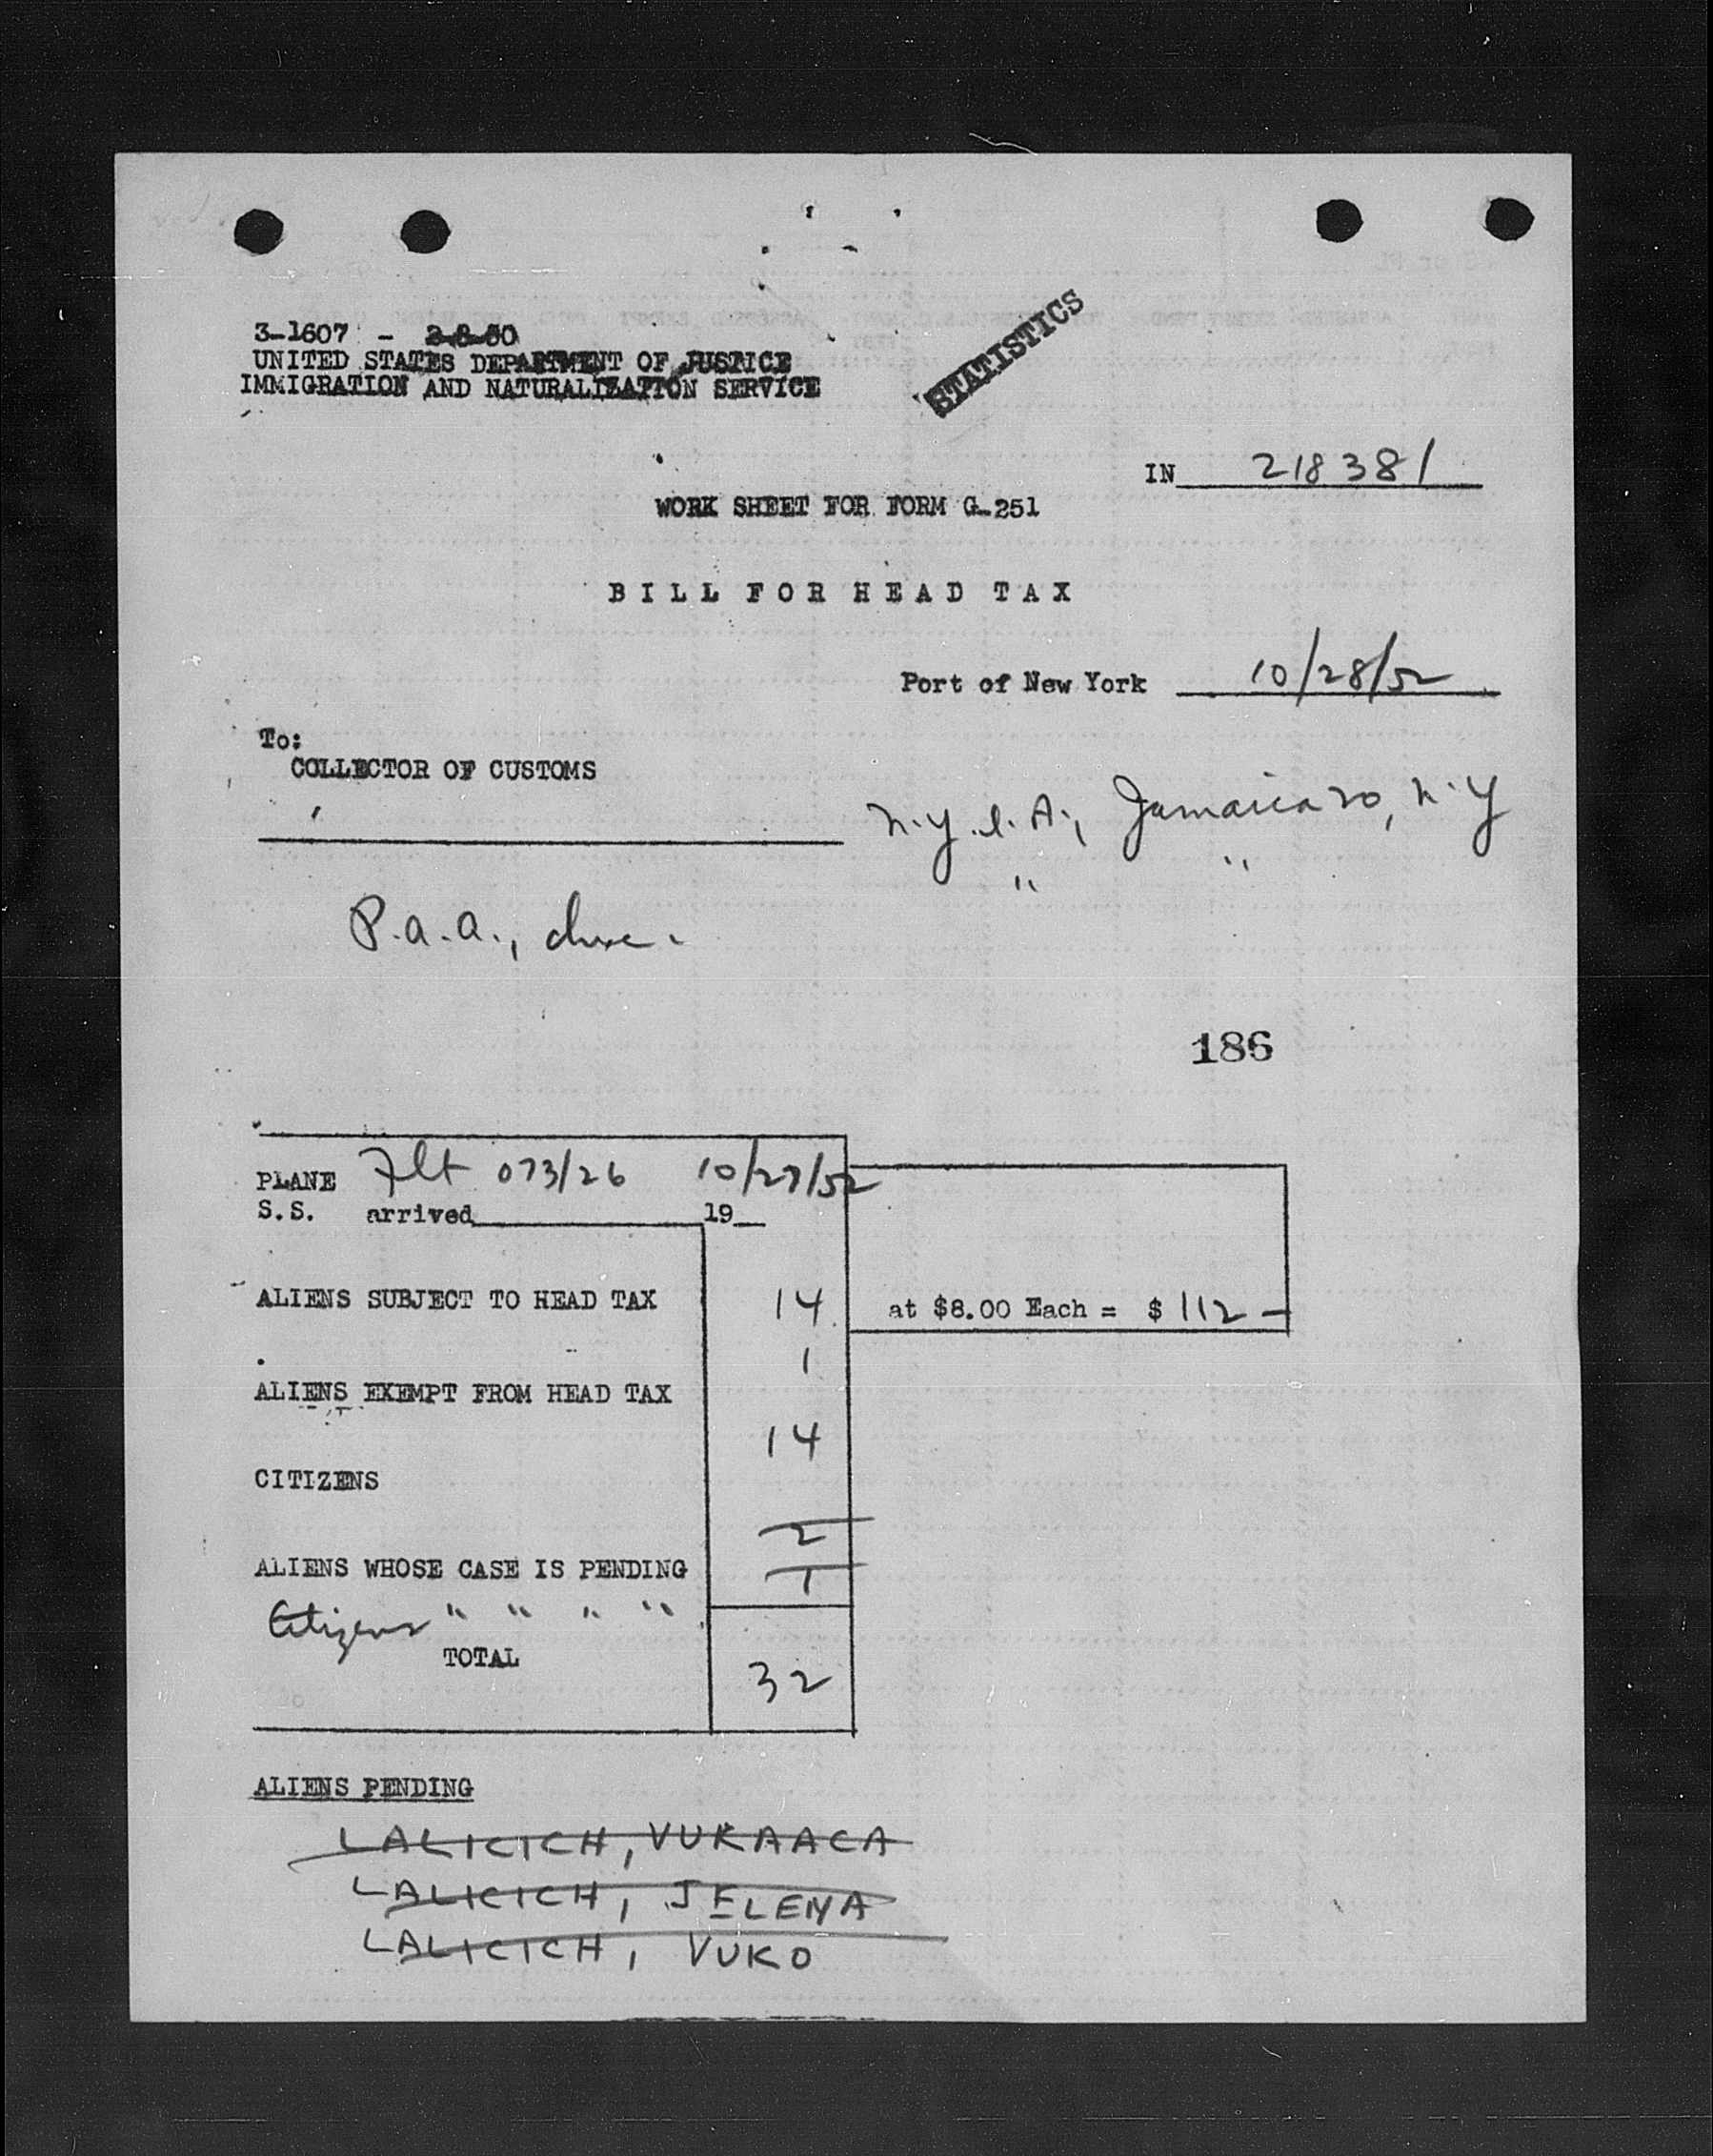 3-1607 - 2-8-50
UNITED STATES DEPARTMENT OF JUSTICE
IMMIGRATION AND NATURALIZATION SERVICE
STATISTICS
IN 218381
WORK SHEET FOR FORM G-251
BILL FOR HEAD TAX
Port of New York 10/28/52
To:
COLLECTOR OF CUSTOMS
N.Y.I.A., Jamaica 20, N.Y
" "
P.a.a.,
186
PLANE Flt 073/26 10/27/52
S.S. arrived 19
ALIENS SUBJECT TO HEAD TAX 14 at $8.00 Each = $ 112 -
1
ALIENS EXEMPT FROM HEAD TAX
14
CITIZENS
2
ALIENS WHOSE CASE IS PENDING 1
Citizens " " " "
TOTAL 32
ALIENS PENDING
LALICICH, VUKAACA
LALICICH, JELENA
LALICICH, VUKO